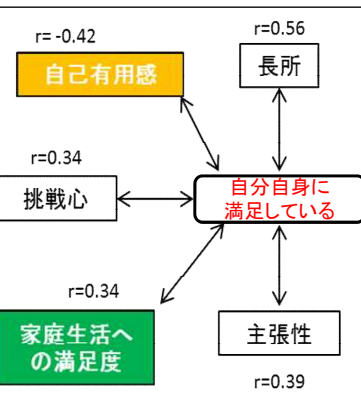 r= -0.42
自己有用感
r=0.56
長所
r=0.34
挑戦心
自分自身に
満足している
r=0.34
家庭生活へ
の満足度
主張性
r=0.39